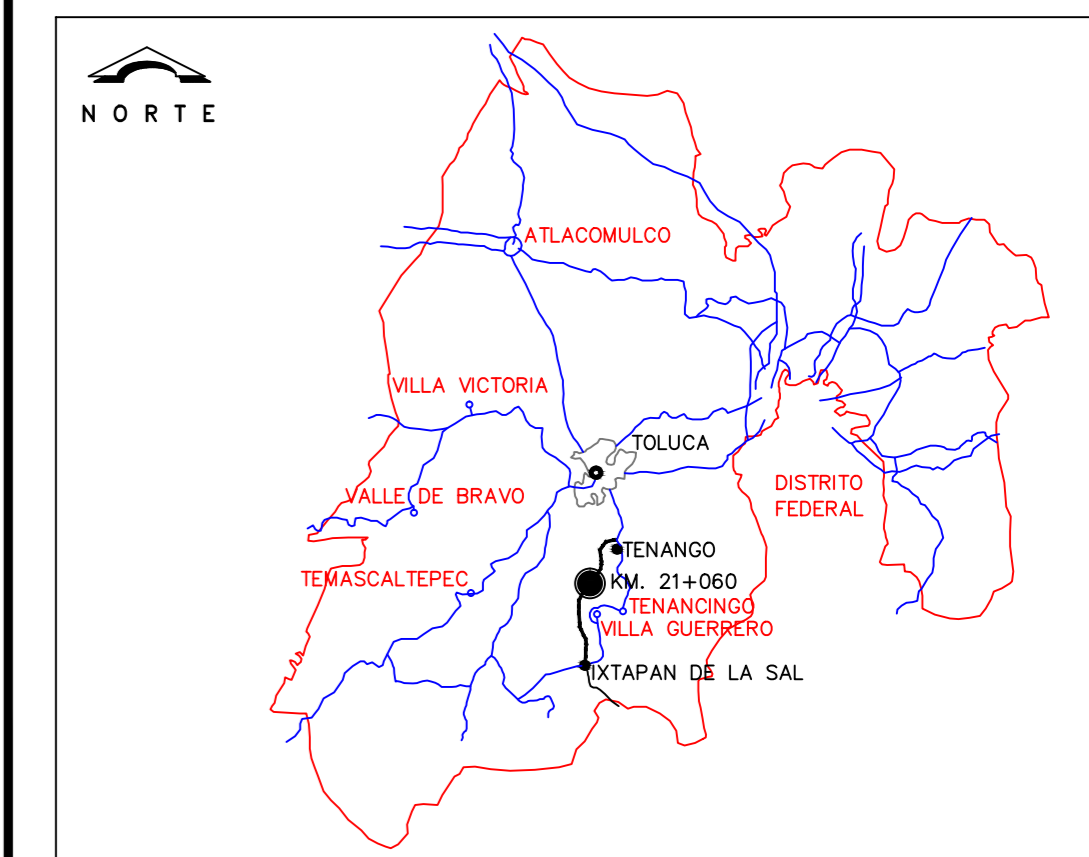 N O R T E
ATLACOMULCO
VILLA VICTORIA
TOLUCA
VALLE DE BRAVO
DISTRITO
FEDERAL
TENANGO
TEMASCALTEPEC
KM. 21+060
TENANCINGO
VILLA GUERRERO
IXTAPAN DE LA SAL